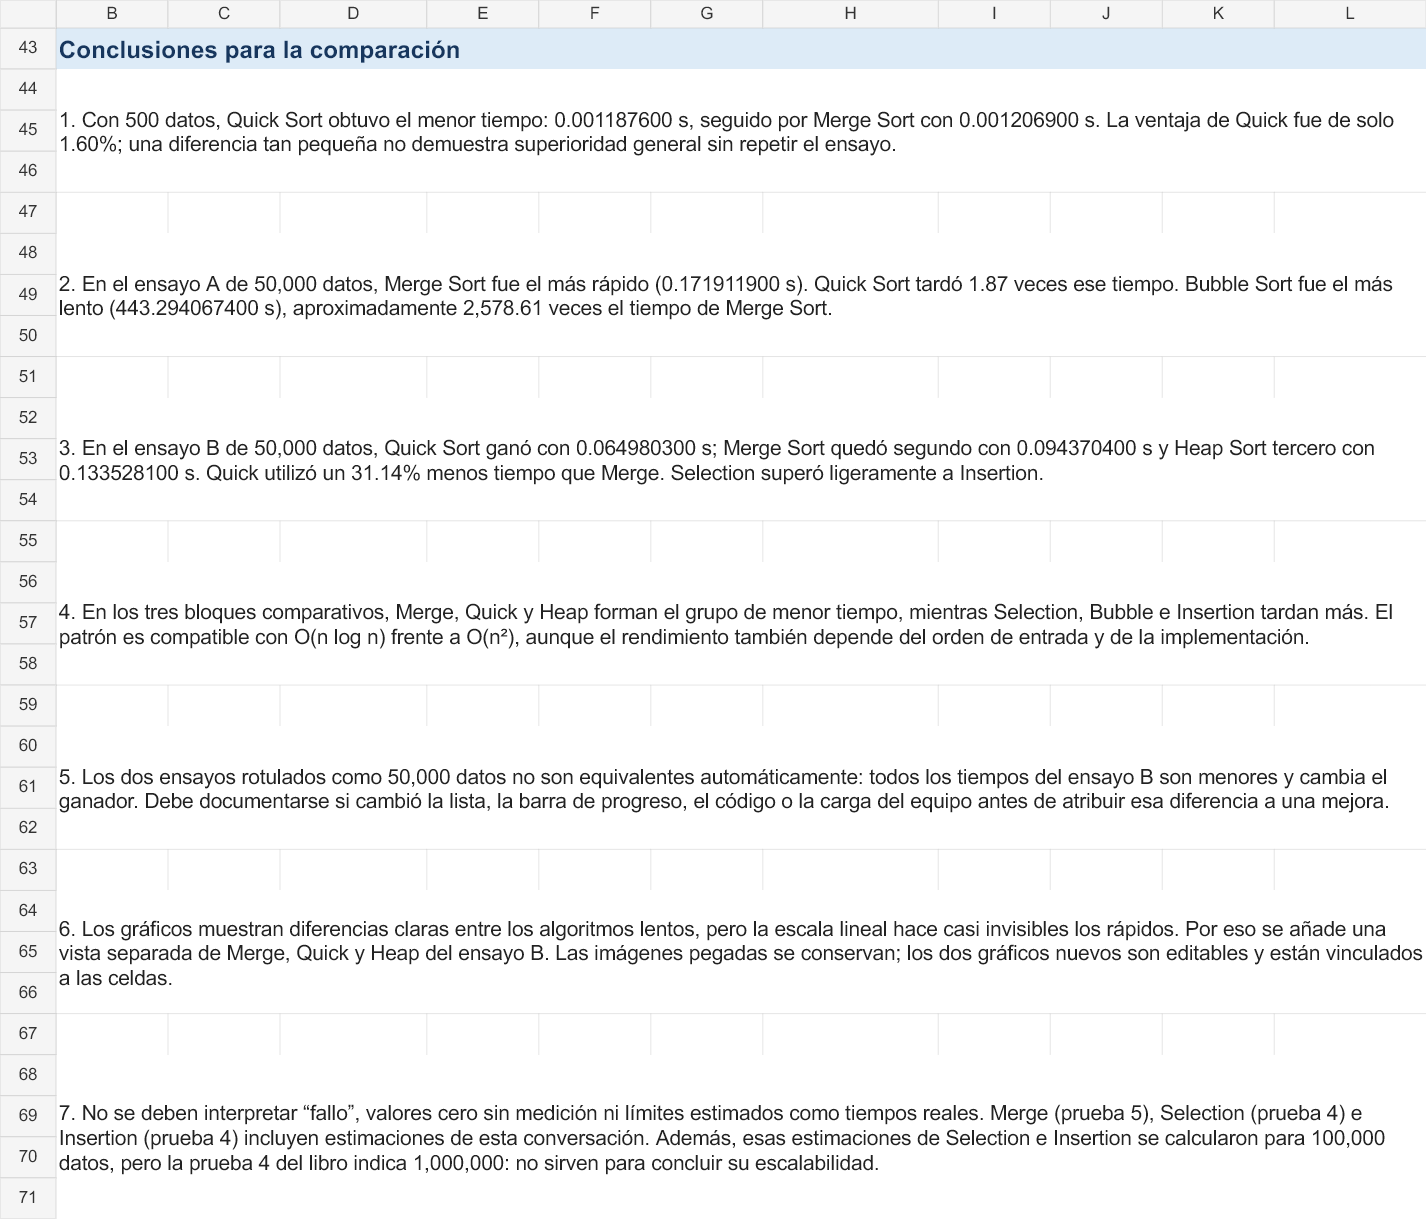 B C D E F G H I J K L
43 Conclusiones para la comparación
44
1. Con 500 datos, Quick Sort obtuvo el menor tiempo: 0.001187600 s, seguido por Merge Sort con 0.001206900 s. La ventaja de Quick fue de solo
45
1.60%; una diferencia tan pequeña no demuestra superioridad general sin repetir el ensayo.
46
47
48
2. En el ensayo A de 50,000 datos, Merge Sort fue el más rápido (0.171911900 s). Quick Sort tardó 1.87 veces ese tiempo. Bubble Sort fue el más
49
lento (443.294067400 s), aproximadamente 2,578.61 veces el tiempo de Merge Sort.
50
51
52
3. En el ensayo B de 50,000 datos, Quick Sort ganó con 0.064980300 s; Merge Sort quedó segundo con 0.094370400 s y Heap Sort tercero con
53
0.133528100 s. Quick utilizó un 31.14% menos tiempo que Merge. Selection superó ligeramente a Insertion.
54
55
56
4. En los tres bloques comparativos, Merge, Quick y Heap forman el grupo de menor tiempo, mientras Selection, Bubble e Insertion tardan más. El
57
patrón es compatible con O(n log n) frente a O(n²), aunque el rendimiento también depende del orden de entrada y de la implementación.
58
59
60
5. Los dos ensayos rotulados como 50,000 datos no son equivalentes automáticamente: todos los tiempos del ensayo B son menores y cambia el
61
ganador. Debe documentarse si cambió la lista, la barra de progreso, el código o la carga del equipo antes de atribuir esa diferencia a una mejora.
62
63
64
6. Los gráficos muestran diferencias claras entre los algoritmos lentos, pero la escala lineal hace casi invisibles los rápidos. Por eso se añade una
65 vista separada de Merge, Quick y Heap del ensayo B. Las imágenes pegadas se conservan; los dos gráficos nuevos son editables y están vinculados
a las celdas.
66
67
68
69 7. No se deben interpretar “fallo”, valores cero sin medición ni límites estimados como tiempos reales. Merge (prueba 5), Selection (prueba 4) e
Insertion (prueba 4) incluyen estimaciones de esta conversación. Además, esas estimaciones de Selection e Insertion se calcularon para 100,000
70 datos, pero la prueba 4 del libro indica 1,000,000: no sirven para concluir su escalabilidad.
71